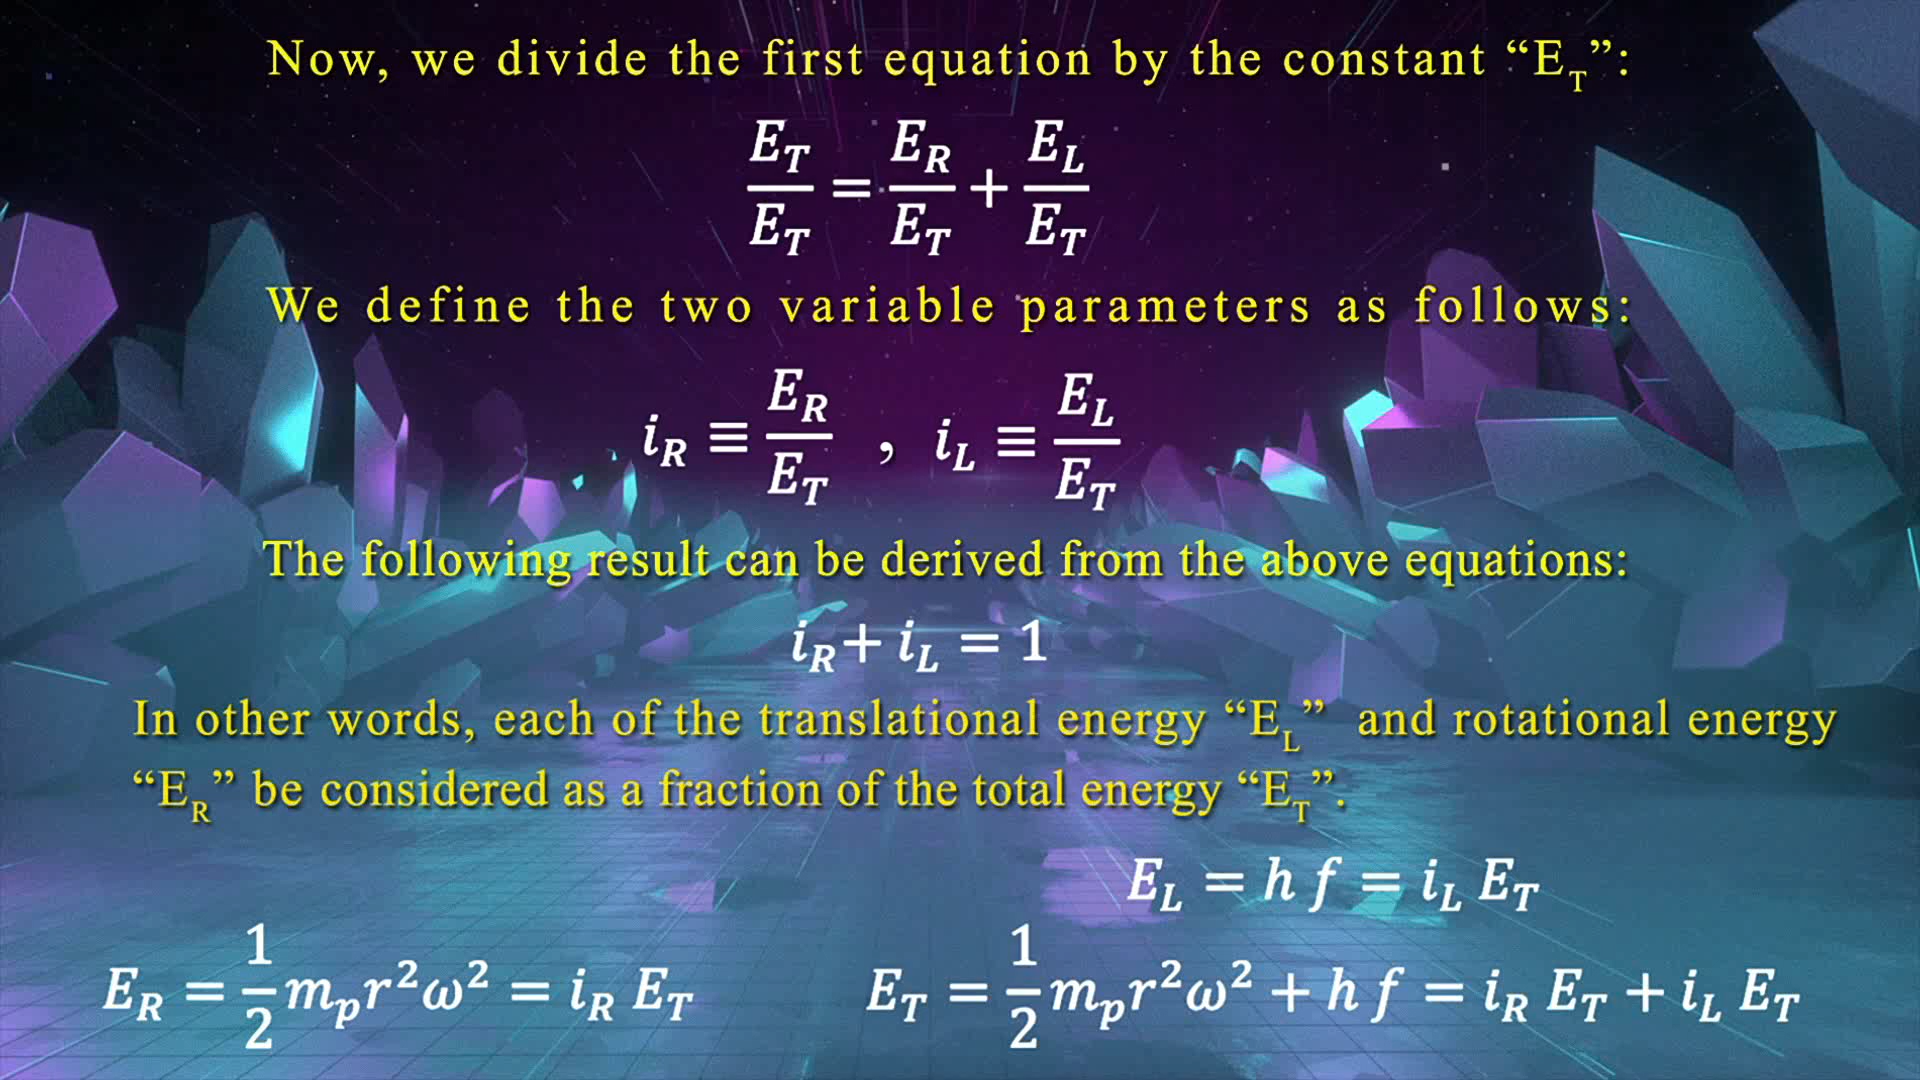 Now, we divide the first equation by the constant “E_T”:
E_T/E_T = E_R/E_T + E_L/E_T
We define the two variable parameters as follows:
i_R ≡ E_R/E_T , i_L ≡ E_L/E_T
The following result can be derived from the above equations:
i_R + i_L = 1
In other words, each of the translational energy “E_L” and rotational energy
“E_R” be considered as a fraction of the total energy “E_T”.
E_L = h f = i_L E_T
E_R = 1/2 m_p r² ω² = i_R E_T
E_T = 1/2 m_p r² ω² + h f = i_R E_T + i_L E_T